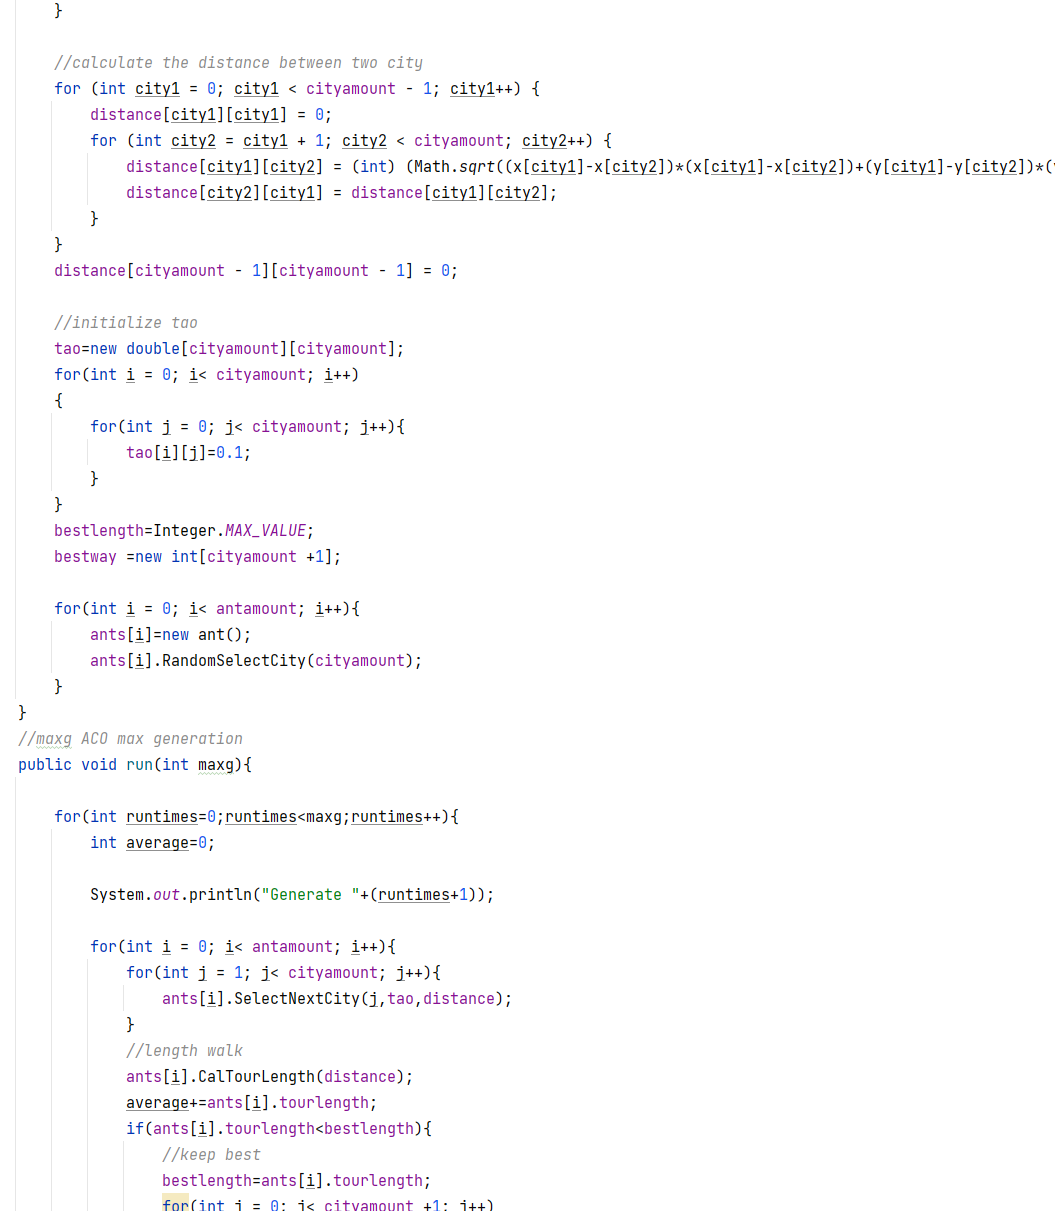 }
//calculate the distance between two city
for (int city1 = 0; city1 < cityamount - 1; city1++) {
distance[city1][city1] = 0;
for (int city2 = city1 + 1; city2 < cityamount; city2++) {
distance[city1][city2] = (int) (Math.sqrt((x[city1]-x[city2])*(x[city1]-x[city2])+(y[city1]-y[city2])*(
distance[city2][city1] = distance[city1][city2];
}
}
distance[cityamount - 1][cityamount - 1] = 0;
//initialize tao
tao=new double[cityamount][cityamount];
for(int i = 0; i< cityamount; i++)
{
for(int j = 0; j< cityamount; j++){
tao[i][j]=0.1;
}
}
bestlength=Integer.MAX_VALUE;
bestway =new int[cityamount +1];
for(int i = 0; i< antamount; i++){
ants[i]=new ant();
ants[i].RandomSelectCity(cityamount);
}
}
//maxg ACO max generation
public void run(int maxg){
for(int runtimes=0;runtimes<maxg;runtimes++){
int average=0;
System.out.println("Generate "+(runtimes+1));
for(int i = 0; i< antamount; i++){
for(int j = 1; j< cityamount; j++){
ants[i].SelectNextCity(j,tao,distance);
}
//length walk
ants[i].CalTourLength(distance);
average+=ants[i].tourlength;
if(ants[i].tourlength<bestlength){
//keep best
bestlength=ants[i].tourlength;
for(int j = 0; j< cityamount +1; j++)